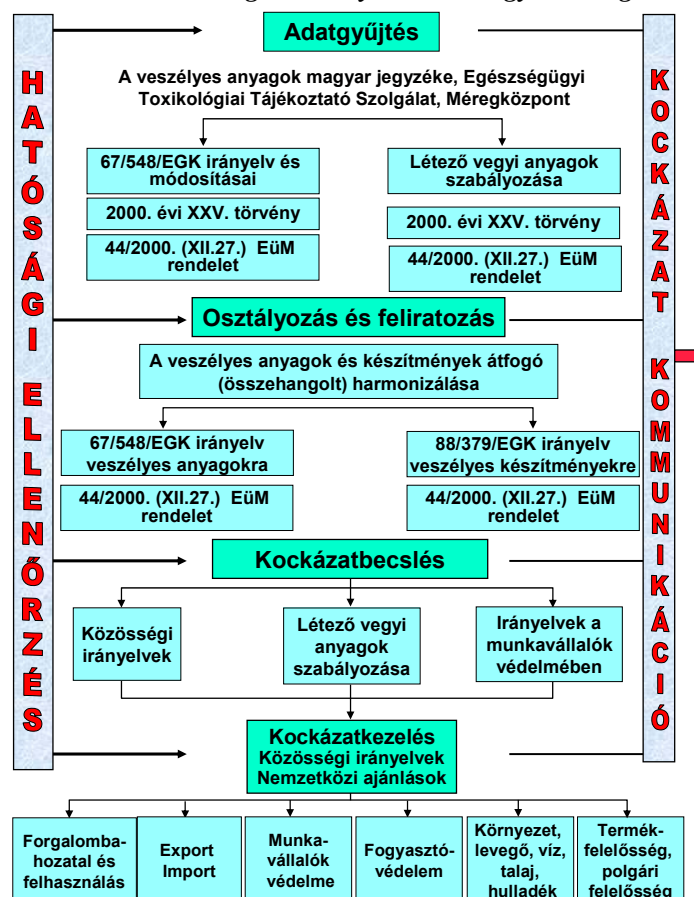 Adatgyűjtés
A veszélyes anyagok magyar jegyzéke, Egészségügyi
Toxikológiai Tájékoztató Szolgálat, Méregközpont
67/548/EGK irányelv és
módosításai
2000. évi XXV. törvény
44/2000. (XII.27.) EüM
rendelet
Létező vegyi anyagok
szabályozása
2000. évi XXV. törvény
44/2000. (XII.27.) EüM
rendelet
Osztályozás és feliratozás
A veszélyes anyagok és készítmények átfogó
(összehangolt) harmonizálása
67/548/EGK irányelv
veszélyes anyagokra
44/2000. (XII.27.) EüM
rendelet
88/379/EGK irányelv
veszélyes készítményekre
44/2000. (XII.27.) EüM
rendelet
Kockázatbecslés
Közösségi
irányelvek
Létező vegyi
anyagok
szabályozása
Irányelvek a
munkavállalók
védelmében
Kockázatkezelés
Közösségi irányelvek
Nemzetközi ajánlások
Forgalomba-
hozatal és
felhasználás
Export
Import
Munka-
vállalók
védelme
Fogyasztó-
védelem
Környezet,
levegő, víz,
talaj,
hulladék
Termék-
felelősség,
polgári
felelősség
HATÓSÁGI ELLENŐRZÉS
KOCKÁZAT KOMMUNIKÁCIÓ